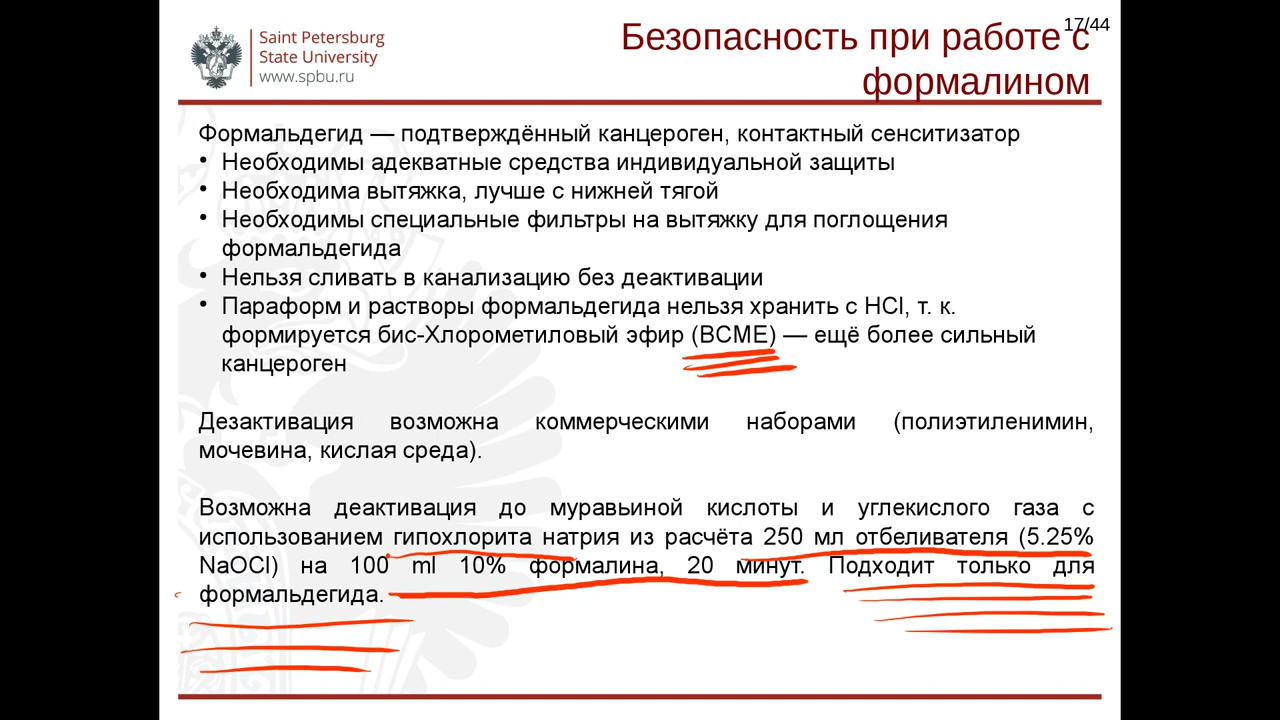 Saint Petersburg
State University
www.spbu.ru
17/44
Безопасность при работе с
формалином
Формальдегид — подтверждённый канцероген, контактный сенситизатор
• Необходимы адекватные средства индивидуальной защиты
• Необходима вытяжка, лучше с нижней тягой
• Необходимы специальные фильтры на вытяжку для поглощения
формальдегида
• Нельзя сливать в канализацию без деактивации
• Параформ и растворы формальдегида нельзя хранить с HCl, т. к.
формируется бис-Хлорометиловый эфир (BCME) — ещё более сильный
канцероген
Дезактивация возможна коммерческими наборами (полиэтиленимин,
мочевина, кислая среда).
Возможна деактивация до муравьиной кислоты и углекислого газа с
использованием гипохлорита натрия из расчёта 250 мл отбеливателя (5.25%
NaOCl) на 100 ml 10% формалина, 20 минут. Подходит только для
формальдегида.